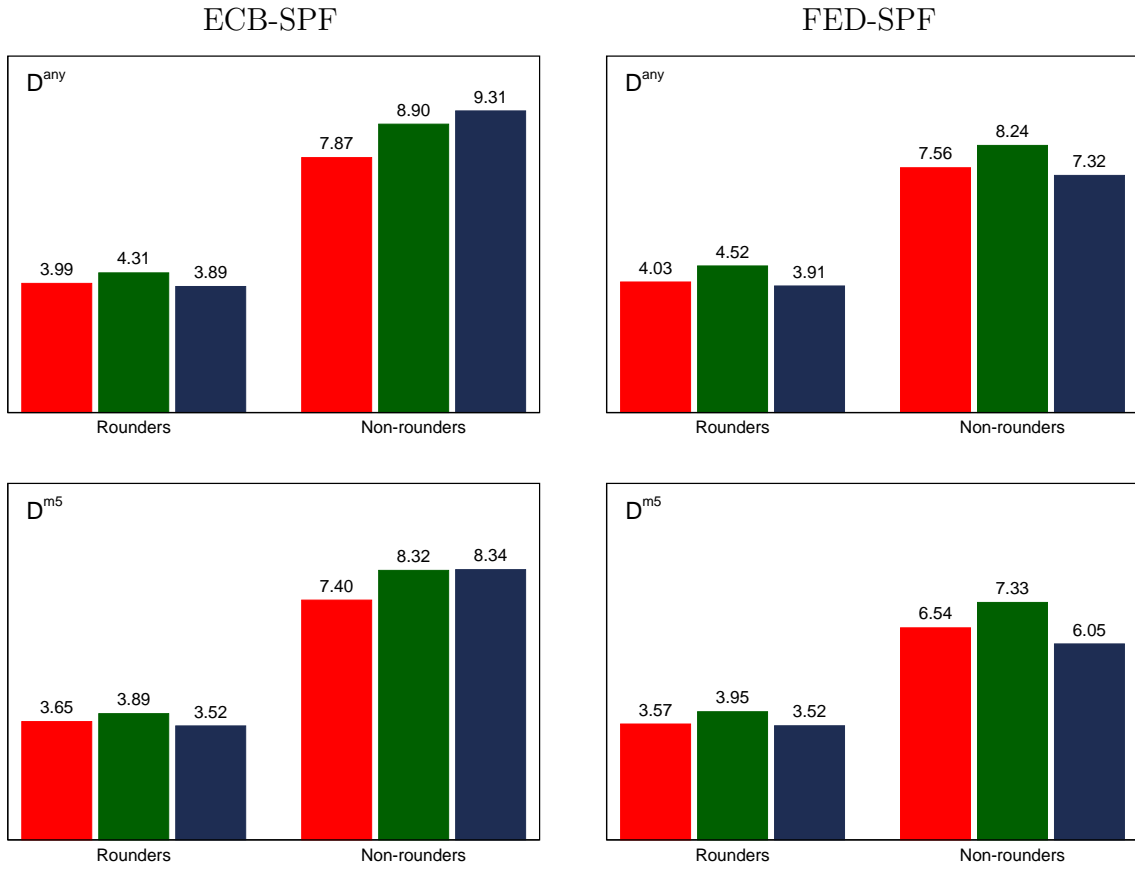 ECB-SPF
FED-SPF
D^any
3.99
4.31
3.89
7.87
8.90
9.31
Rounders
Non-rounders
D^any
4.03
4.52
3.91
7.56
8.24
7.32
Rounders
Non-rounders
D^m5
3.65
3.89
3.52
7.40
8.32
8.34
Rounders
Non-rounders
D^m5
3.57
3.95
3.52
6.54
7.33
6.05
Rounders
Non-rounders